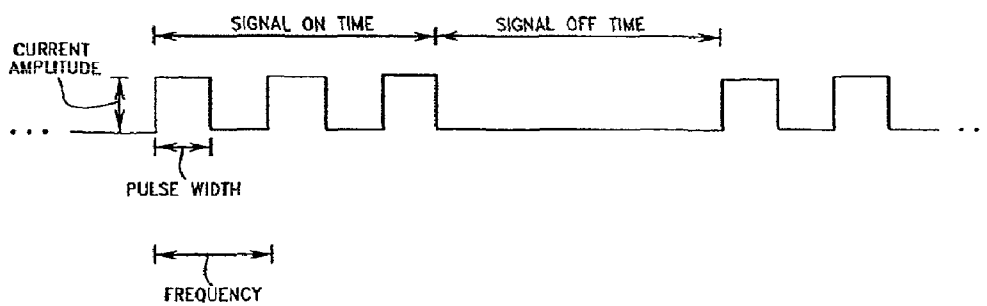 SIGNAL ON TIME
SIGNAL OFF TIME
CURRENT
AMPLITUDE
...
..
PULSE WIDTH
FREQUENCY